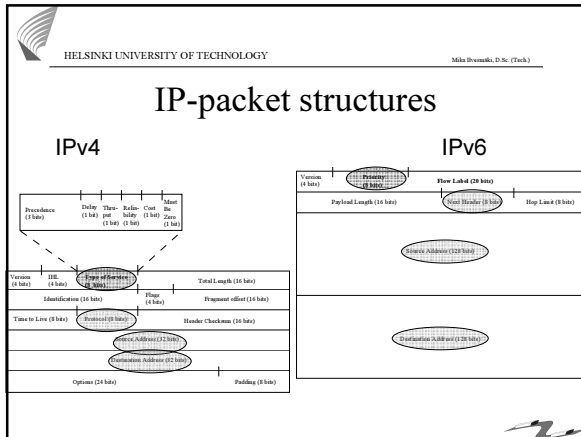 HELSINKI UNIVERSITY OF TECHNOLOGY
Mika Ilvesmäki, D.Sc. (Tech.)
IP-packet structures
IPv4
IPv6
Precedence
(3 bits)
Delay
(1 bit)
Thru-
put
(1 bit)
Relia-
bility
(1 bit)
Cost
(1 bit)
Must
Be
Zero
(1 bit)
Version
(4 bits)
IHL
(4 bits)
Type of Service
(8 bits)
Total Length (16 bits)
Identification (16 bits)
Flags
(4 bits)
Fragment offset (16 bits)
Time to Live (8 bits)
Protocol (8 bits)
Header Checksum (16 bits)
Source Address (32 bits)
Destination Address (32 bits)
Options (24 bits)
Padding (8 bits)
Version
(4 bits)
Priority
(8 bits)
Flow Label (20 bits)
Payload Length (16 bits)
Next Header (8 bits)
Hop Limit (8 bits)
Source Address (128 bits)
Destination Address (128 bits)